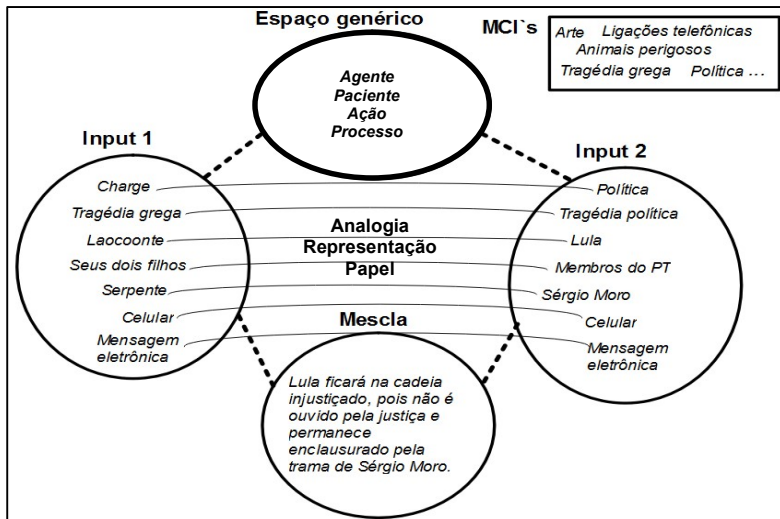 Espaço genérico
MCI`s
Arte Ligações telefônicas
Animais perigosos
Tragédia grega Política ...
Agente
Paciente
Ação
Processo
Input 1
Input 2
Charge
Tragédia grega
Laocoonte
Seus dois filhos
Serpente
Celular
Mensagem
eletrônica
Analogia
Representação
Papel
Política
Tragédia política
Lula
Membros do PT
Sérgio Moro
Celular
Mensagem
eletrônica
Mescla
Lula ficará na cadeia
injustiçado, pois não é
ouvido pela justiça e
permanece
enclausurado pela
trama de Sérgio Moro.